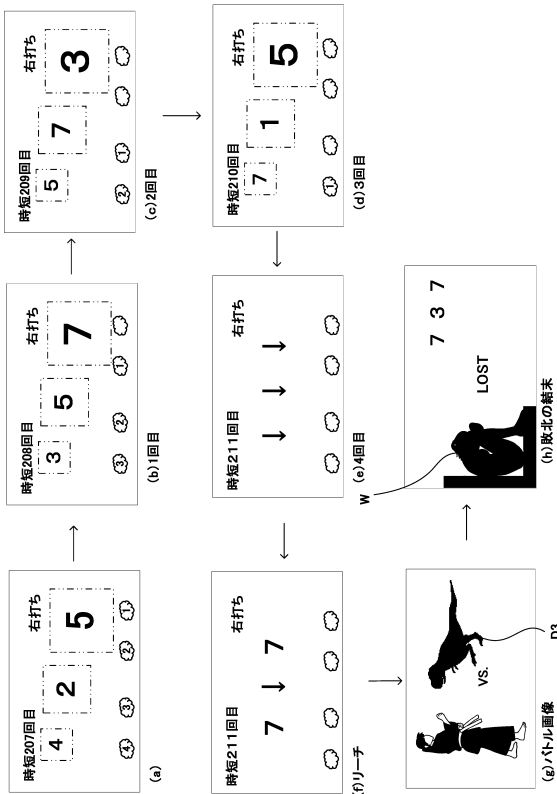 時短207回目
右打ち
4 2 5
4 3 2 1
(a)
時短208回目
右打ち
3 5 7
3 2 1
(b)1回目
時短209回目
右打ち
5 7 3
2 1
(c)2回目
時短210回目
右打ち
7 1 5
1
(d)3回目
時短211回目
右打ち
↓ ↓ ↓
(e)4回目
時短211回目
右打ち
7 ↓ 7
(f)リーチ
VS.
D3
(g)バトル画像
7 3 7
LOST
W
(h)敗北の結末